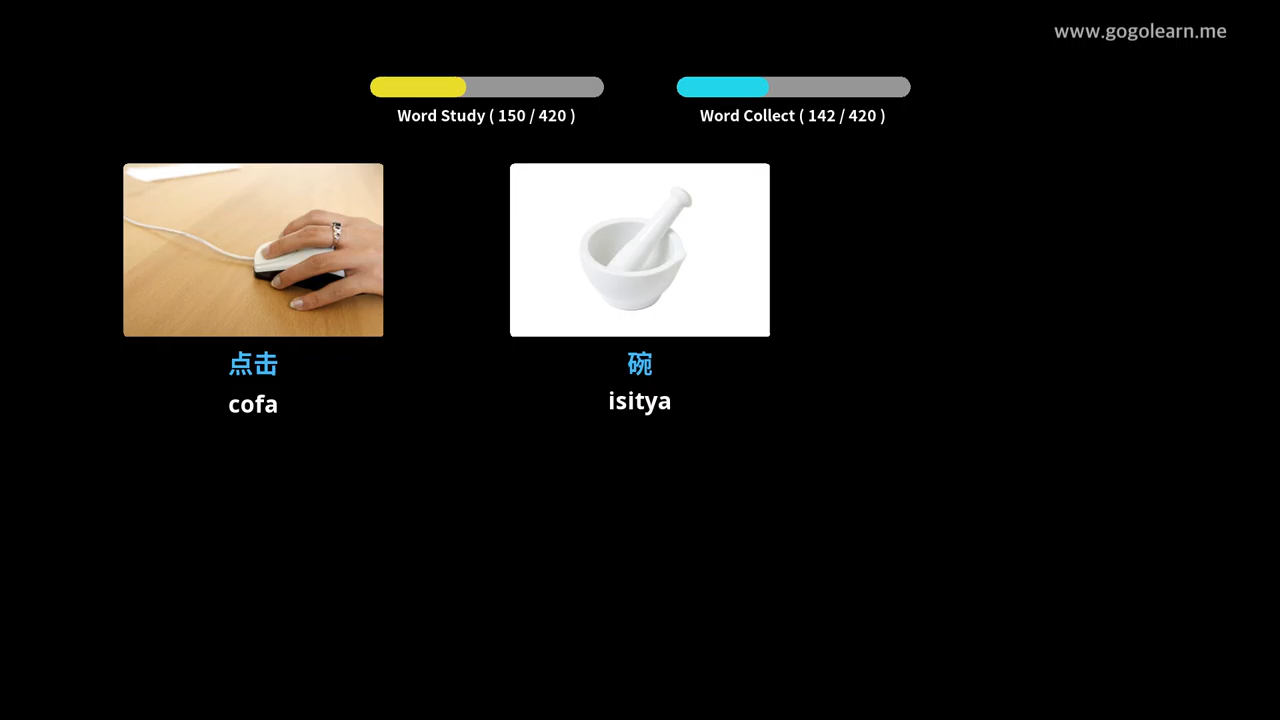 www.gogolearn.me
Word Study ( 150 / 420 )
Word Collect ( 142 / 420 )
点击
cofa
碗
isitya